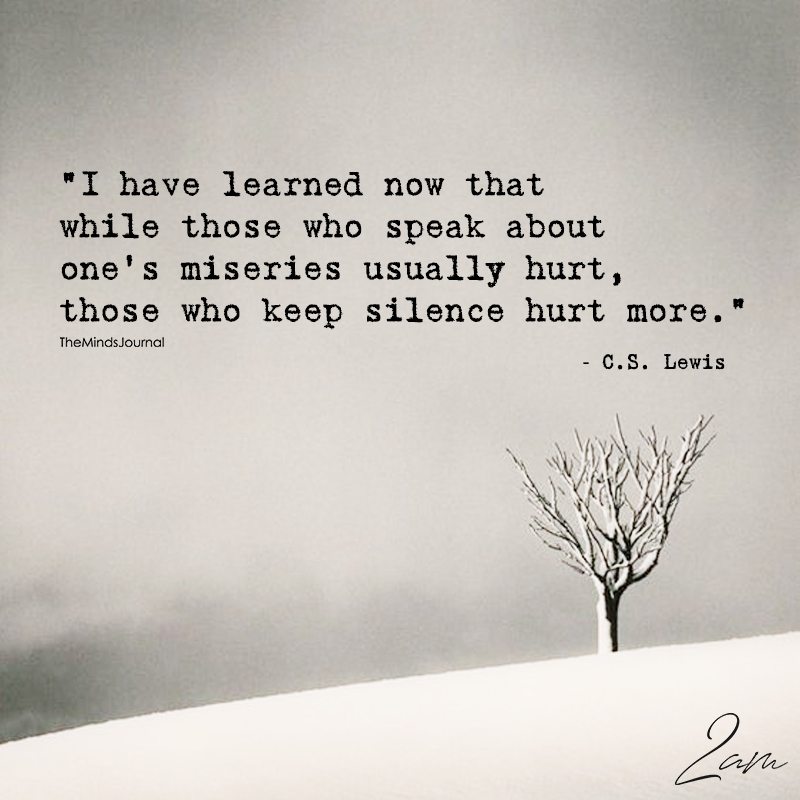 "I have learned now that
while those who speak about
one's miseries usually hurt,
those who keep silence hurt more."
TheMindsJournal
- C.S. Lewis
2am